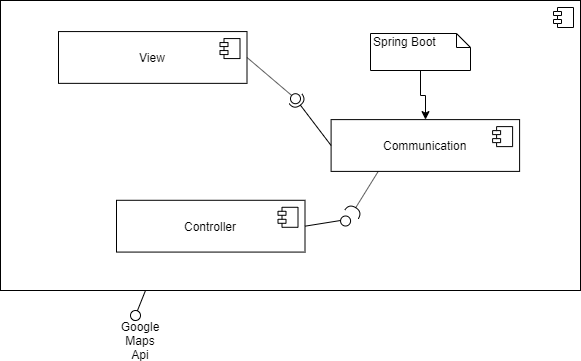 View
Spring Boot
Communication
Controller
Google
Maps
Api